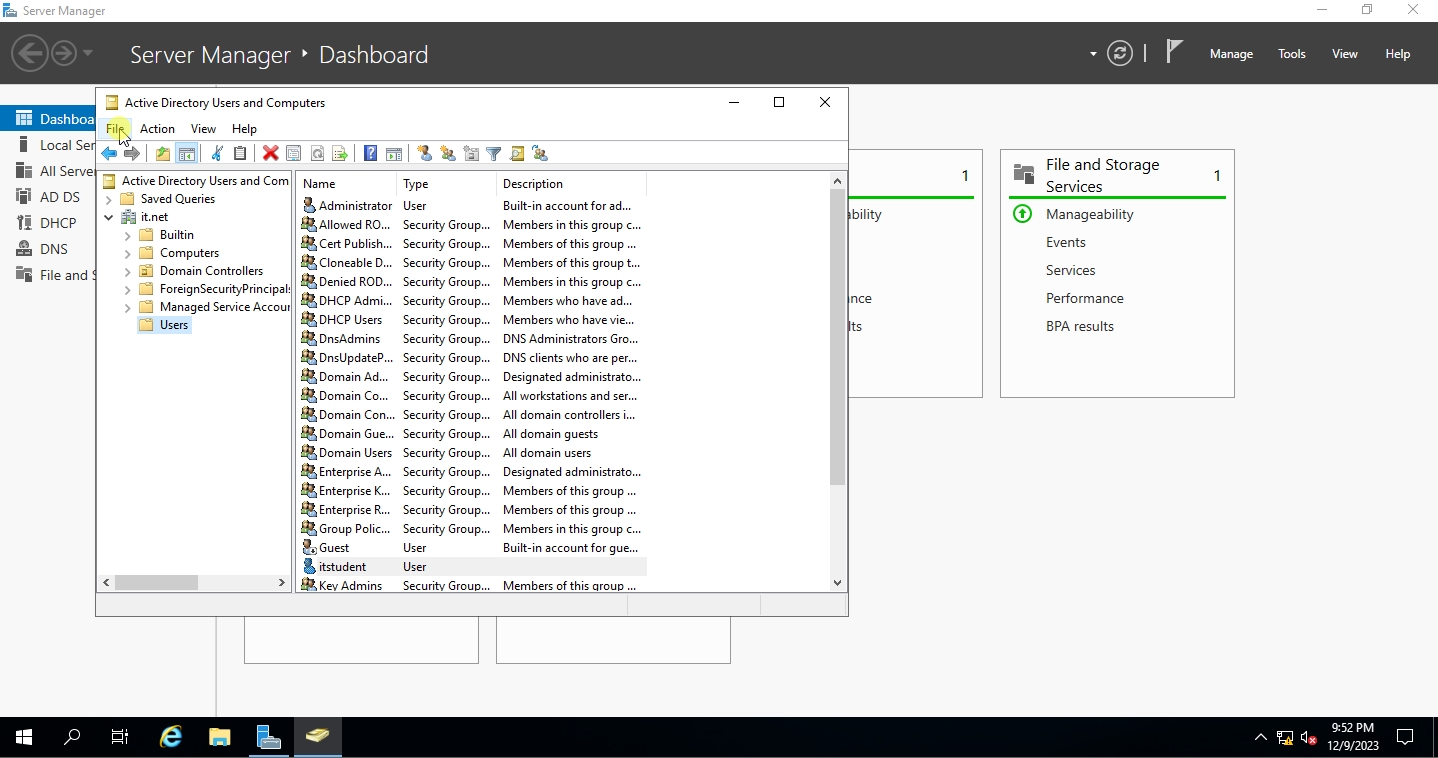 Server Manager
Server Manager Dashboard
Manage Tools View Help
Active Directory Users and Computers
File Action View Help
Local Ser
All Server
AD DS
DHCP
DNS
File and S
Active Directory Users and Com
Saved Queries
it.net
Builtin
Computers
Domain Controllers
ForeignSecurityPrincipals
Managed Service Accour
Users
Name Type Description
Administrator User Built-in account for ad...
Allowed RO... Security Group... Members in this group c...
Cert Publish... Security Group... Members of this group ...
Cloneable D... Security Group... Members of this group t...
Denied ROD... Security Group... Members in this group c...
DHCP Admi... Security Group... Members who have ad...
DHCP Users Security Group... Members who have vie...
DnsAdmins Security Group... DNS Administrators Gro...
DnsUpdateP... Security Group... DNS clients who are per...
Domain Ad... Security Group... Designated administrato...
Domain Co... Security Group... All workstations and ser...
Domain Con... Security Group... All domain controllers i...
Domain Gue... Security Group... All domain guests
Domain Users Security Group... All domain users
Enterprise A... Security Group... Designated administrato...
Enterprise K... Security Group... Members of this group ...
Enterprise R... Security Group... Members of this group ...
Group Polic... Security Group... Members in this group c...
Guest User Built-in account for gue...
itstudent User
Key Admins Security Group... Members of this group ...
1
ability
nce
lts
File and Storage
Services
1
Manageability
Events
Services
Performance
BPA results
9:52 PM
12/9/2023